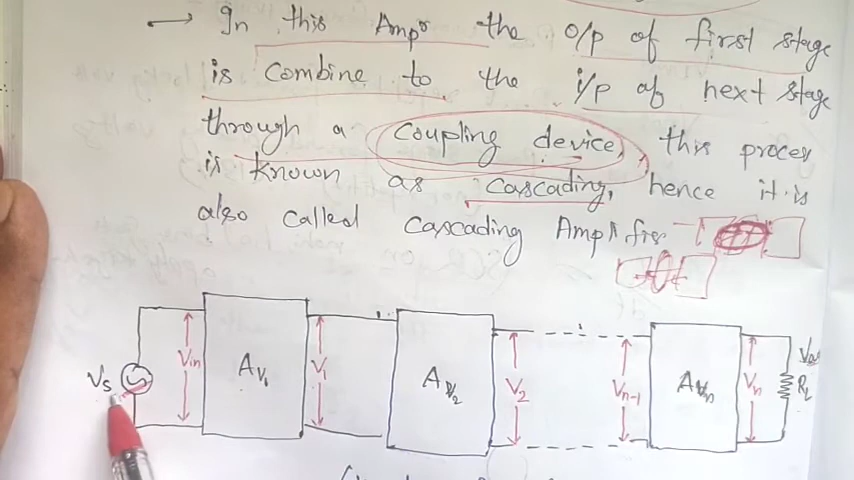 → In this Ampr the o/p of first stage
is combine to the i/p of next stage
through a coupling device, this proces
is known as cascading, hence it is
also called cascading Amplifier
Vs Vin Av1 V1 Av2 V2 Vn-1 Avn Vn RL